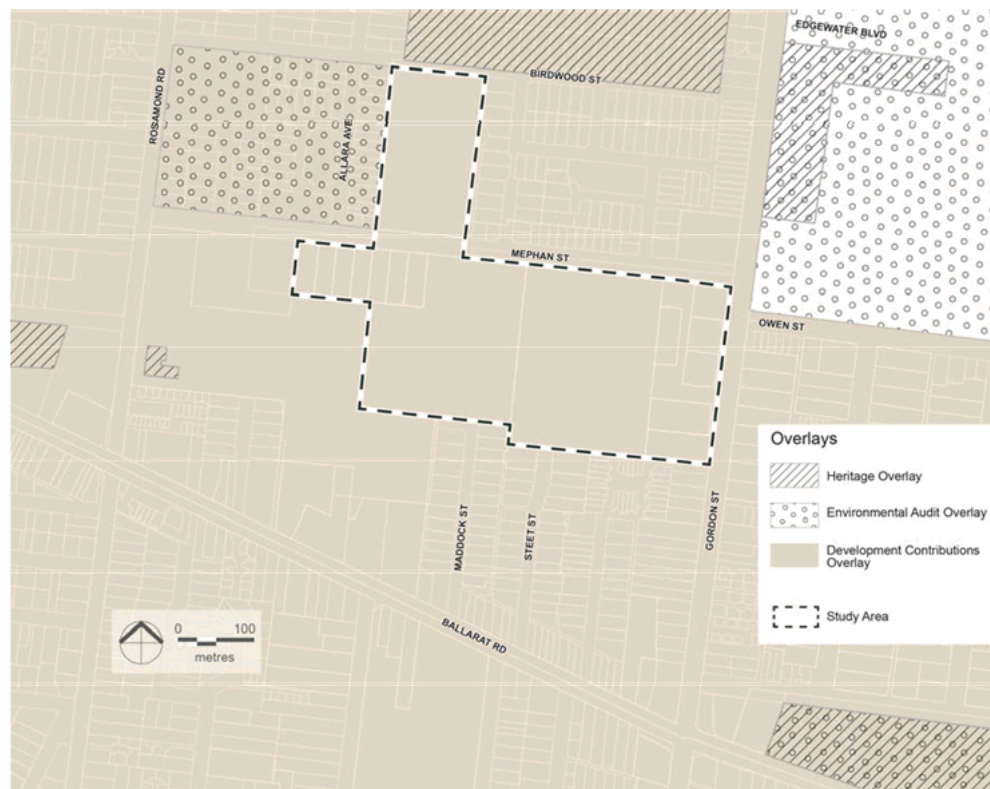 EDGEWATER BLVD
BIRDWOOD ST
ROSAMOND RD
ALLARA AVE
MEPHAN ST
OWEN ST
Overlays
Heritage Overlay
Environmental Audit Overlay
Development Contributions
Overlay
Study Area
GORDON ST
MADDOCK ST
STEET ST
BALLARAT RD
0 100
metres